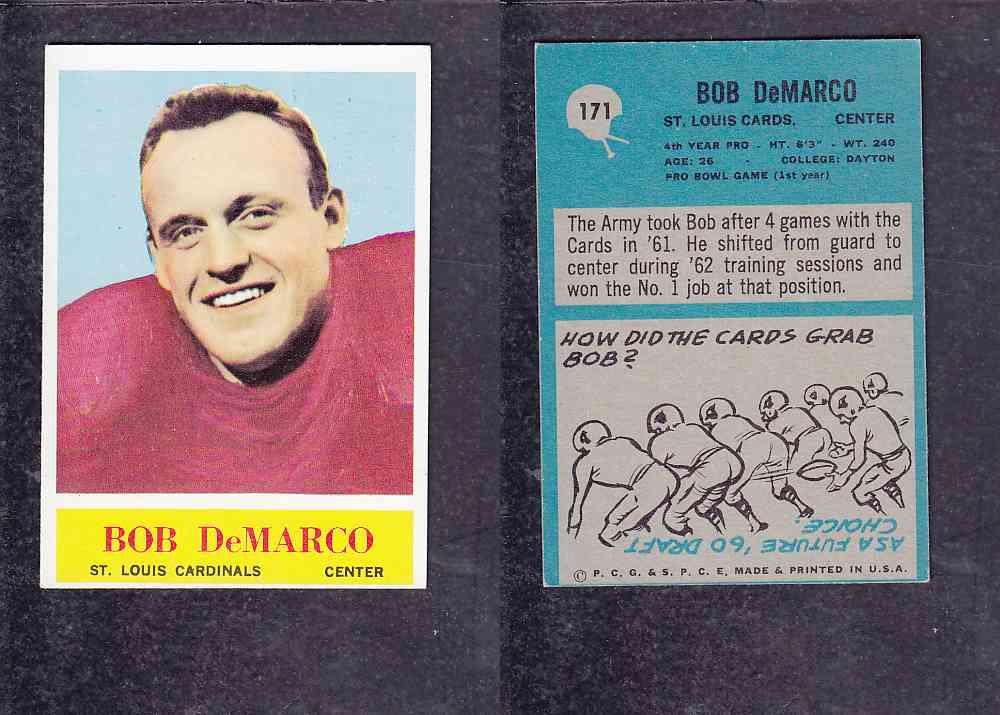 BOB DeMARCO
ST. LOUIS CARDINALS CENTER
171
BOB DeMARCO
ST. LOUIS CARDS. CENTER
4th YEAR PRO - HT. 6'3" - WT. 240
AGE: 26 - COLLEGE: DAYTON
PRO BOWL GAME (1st year)
The Army took Bob after 4 games with the
Cards in '61. He shifted from guard to
center during '62 training sessions and
won the No. 1 job at that position.
HOW DID THE CARDS GRAB
BOB?
AS A FUTURE '60 DRAFT
CHOICE.
© P. C. G. & S. P. C. E. MADE & PRINTED IN U.S.A.